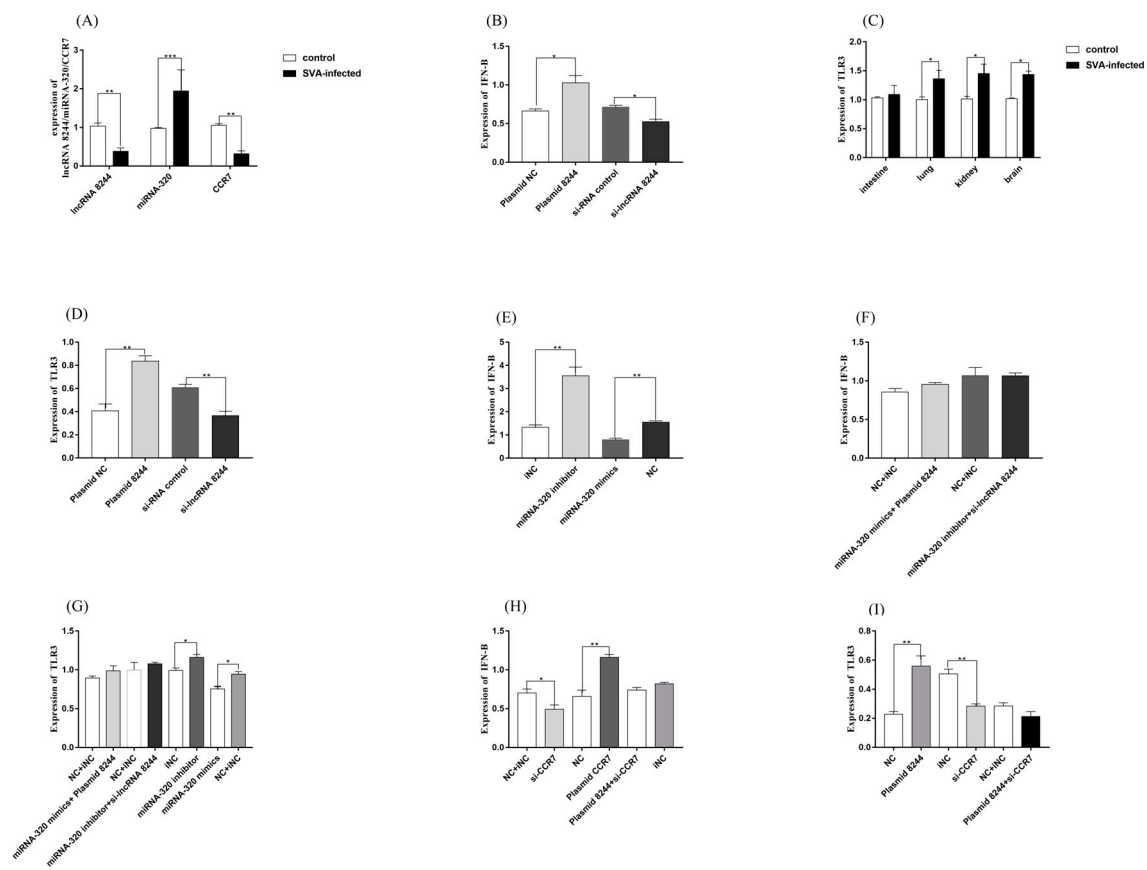 (A)
expression of
lncRNA 8244/miRNA-320/CCR7
3
2
1
0
***
**
**
control
SVA-infected
lncRNA 8244
miRNA-320
CCR7
(B)
Expression of IFN-B
1.5
1.0
0.5
0.0
*
*
Plasmid NC
Plasmid 8244
si-RNA control
si-lncRNA 8244
(C)
Expression of TLR3
2.0
1.5
1.0
0.5
0.0
*
*
*
control
SVA-infected
intestine
lung
kidney
brain
(D)
Expression of TLR3
1.0
0.8
0.6
0.4
0.2
0.0
**
**
Plasmid NC
Plasmid 8244
si-RNA control
si-lncRNA 8244
(E)
Expression of IFN-B
5
4
3
2
1
0
**
**
iNC
miRNA-320 inhibitor
miRNA-320 mimics
NC
(F)
Expression of IFN-B
1.5
1.0
0.5
0.0
NC+iNC
miRNA-320 mimics+ Plasmid 8244
NC+iNC
miRNA-320 inhibitor+si-lncRNA 8244
(G)
Expression of TLR3
1.5
1.0
0.5
0.0
*
*
NC+iNC
miRNA-320 mimics+ Plasmid 8244
NC+iNC
miRNA-320 inhibitor+si-lncRNA 8244
NC
miRNA-320 inhibitor
miRNA-320 mimics
NC+iNC
(H)
Expression of IFN-B
1.5
1.0
0.5
0.0
*
**
NC+iNC
si-CCR7
NC
Plasmid CCR7
Plasmid 8244+si-CCR7
iNC
(I)
Expression of TLR3
0.8
0.6
0.4
0.2
0.0
**
**
NC
Plasmid 8244
iNC
si-CCR7
NC+iNC
Plasmid 8244+si-CCR7